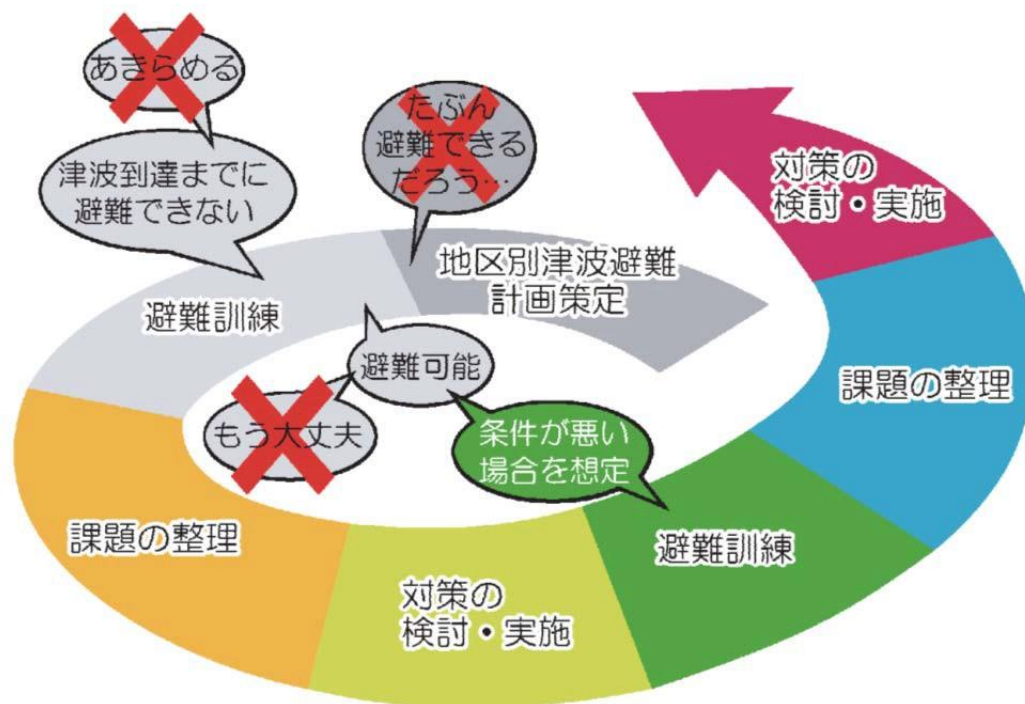 あきらめる
津波到達までに
避難できない
たぶん
避難できる
だろう…
地区別津波避難
計画策定
避難訓練
避難可能
もう大丈夫
条件が悪い
場合を想定
課題の整理
対策の
検討・実施
避難訓練
課題の整理
対策の
検討・実施